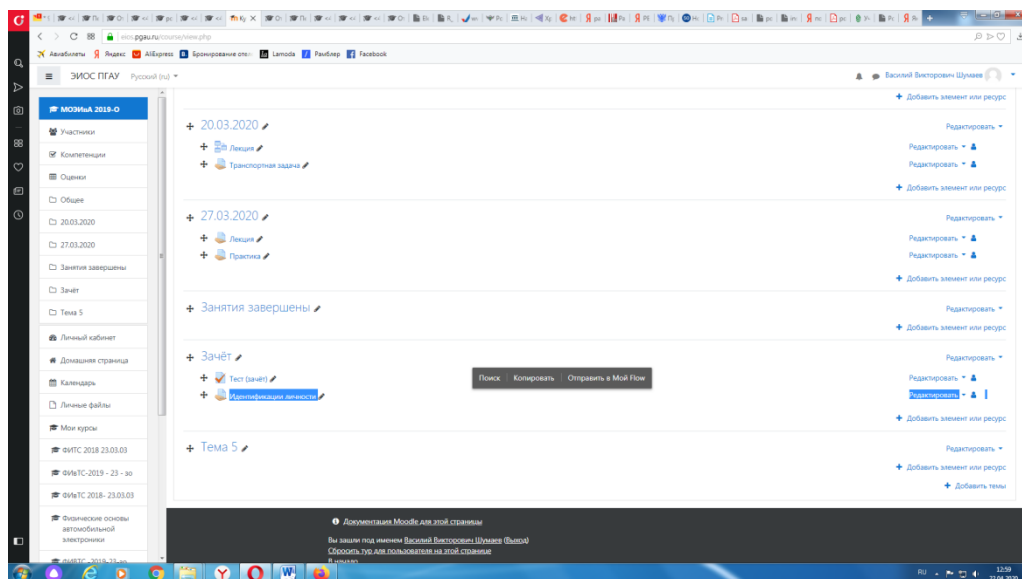 eios.pgau.ru/course/view.php
Авиабилеты Яндекс AliExpress Бронирование оте Lamoda Рамблер Facebook
ЭИОС ПГАУ Русский (ru)
Василий Викторович Шумаев
МОЭИвА 2019-О
Участники
Компетенции
Оценки
Общее
20.03.2020
27.03.2020
Занятия завершены
Зачёт
Тема 5
Личный кабинет
Домашняя страница
Календарь
Личные файлы
Мои курсы
ФИТС 2018 23.03.03
ФИвТС-2019 - 23 - зо
ФИвТС 2018- 23.03.03
Физические основы
автомобильной
электроники
Добавить элемент или ресурс
20.03.2020 Редактировать
Лекция Редактировать
Транспортная задача Редактировать
Добавить элемент или ресурс
27.03.2020 Редактировать
Лекция Редактировать
Практика Редактировать
Добавить элемент или ресурс
Занятия завершены Редактировать
Добавить элемент или ресурс
Зачёт Редактировать
Тест (зачёт) Редактировать
Поиск Копировать Отправить в Мой Flow
Идентификации личности Редактировать
Добавить элемент или ресурс
Тема 5 Редактировать
Добавить элемент или ресурс
Добавить темы
Документация Moodle для этой страницы
Вы зашли под именем Василий Викторович Шумаев (Выход)
Сбросить тур для пользователя на этой странице
В начало
RU
12:59